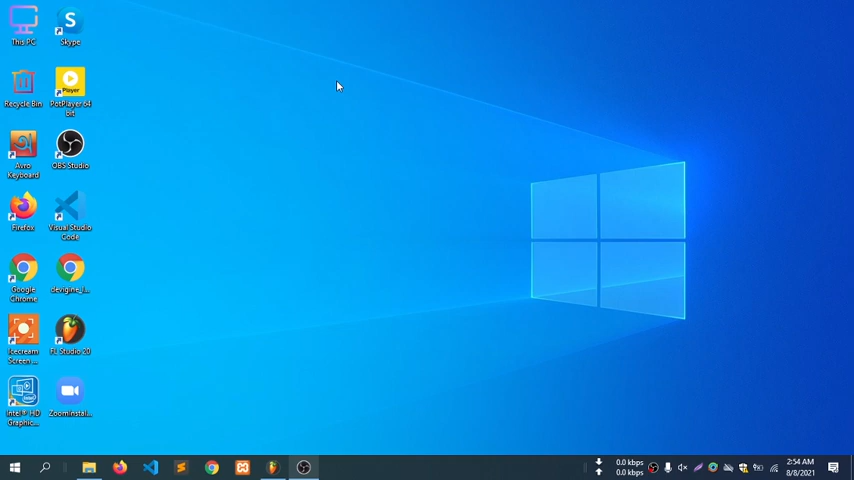 This PC
Skype
Recycle Bin
PotPlayer 64
bit
Avro
Keyboard
OBS Studio
Firefox
Visual Studio
Code
Google
Chrome
devigine_l...
Icecream
Screen ...
FL Studio 20
Intel® HD
Graphic...
Zoominstal...
0.0 kbps
0.0 kbps
2:54 AM
8/8/2021